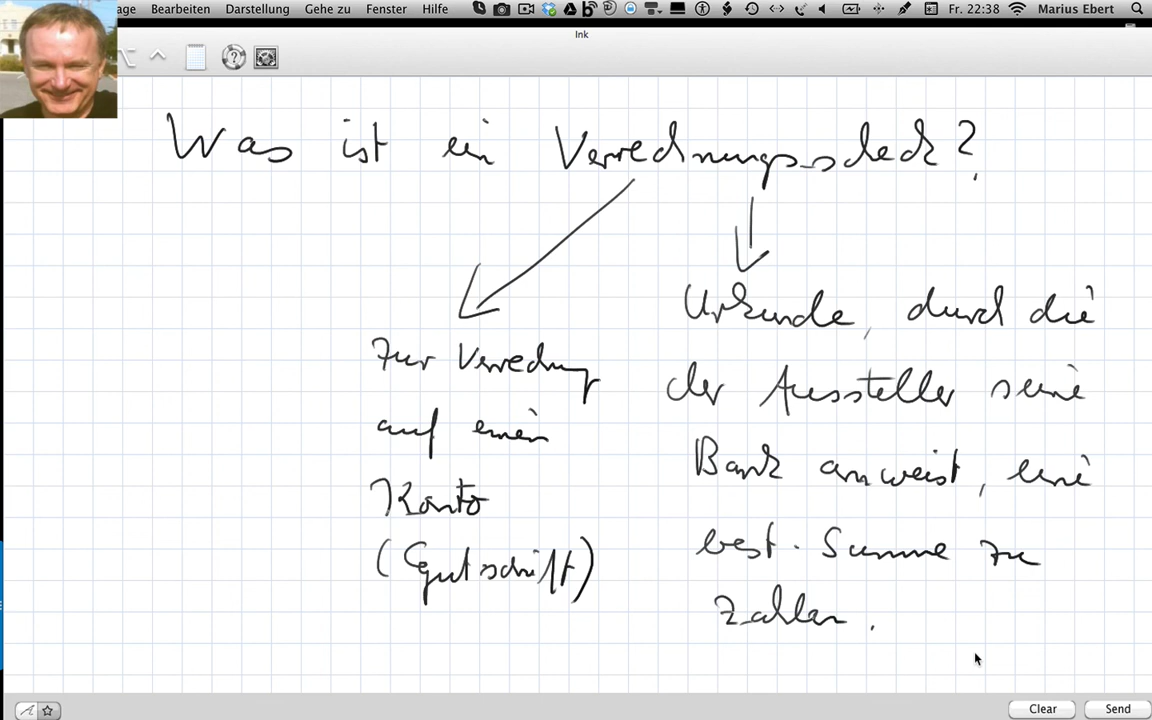 age Bearbeiten Darstellung Gehe zu Fenster Hilfe Fr. 22:38 Marius Ebert
Ink
Was ist ein Verrechnungsscheck?
zur Verrechnung
auf einem
Konto
(Gutschrift)
Urkunde, durch die
der Aussteller seine
Bank anweist, eine
best. Summe zu
zahlen.
Clear Send